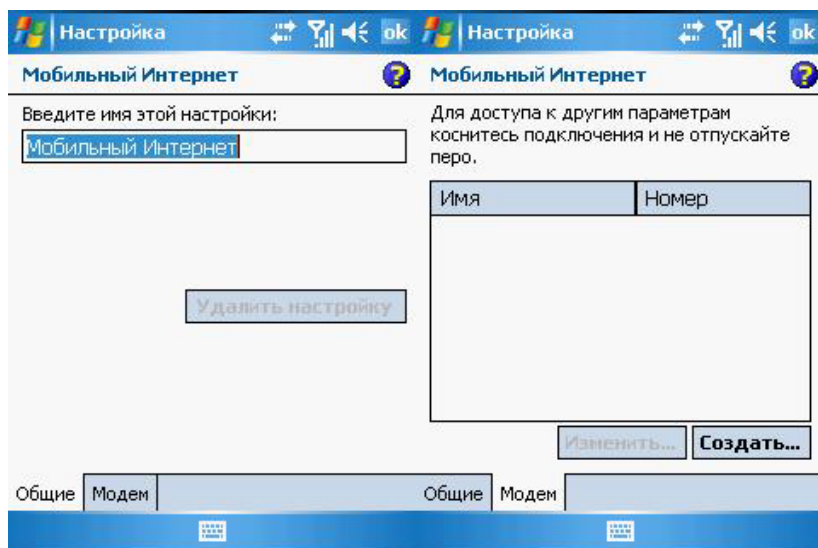 Настройка
ok
Мобильный Интернет
?
Введите имя этой настройки:
Мобильный Интернет
Удалить настройку
Общие
Модем
Настройка
ok
Мобильный Интернет
?
Для доступа к другим параметрам
коснитесь подключения и не отпускайте
перо.
Имя
Номер
Изменить...
Создать...
Общие
Модем